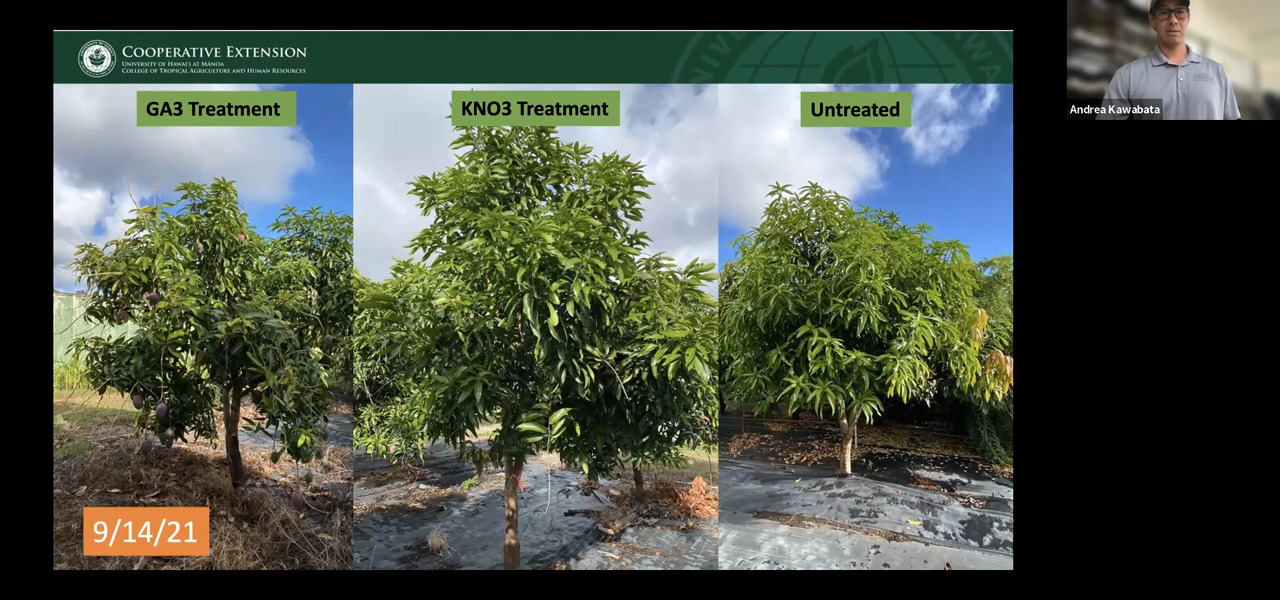 COOPERATIVE EXTENSION
UNIVERSITY OF HAWAI'I AT MĀNOA
COLLEGE OF TROPICAL AGRICULTURE AND HUMAN RESOURCES
GA3 Treatment
KNO3 Treatment
Untreated
9/14/21
Andrea Kawabata